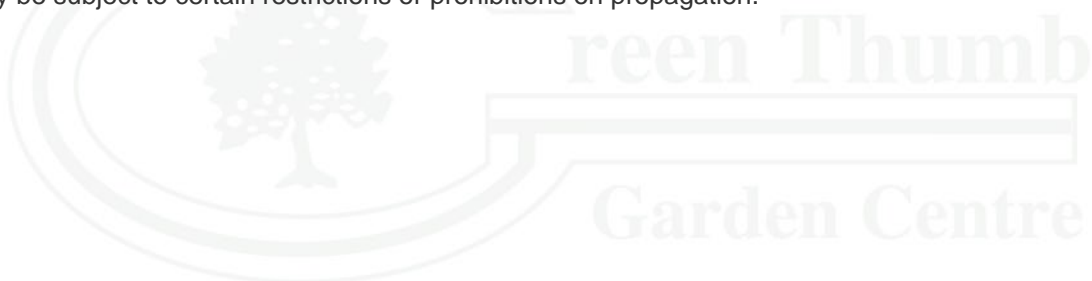 y be subject to certain restrictions or prohibitions on propagation.
reen Thumb
Garden Centre